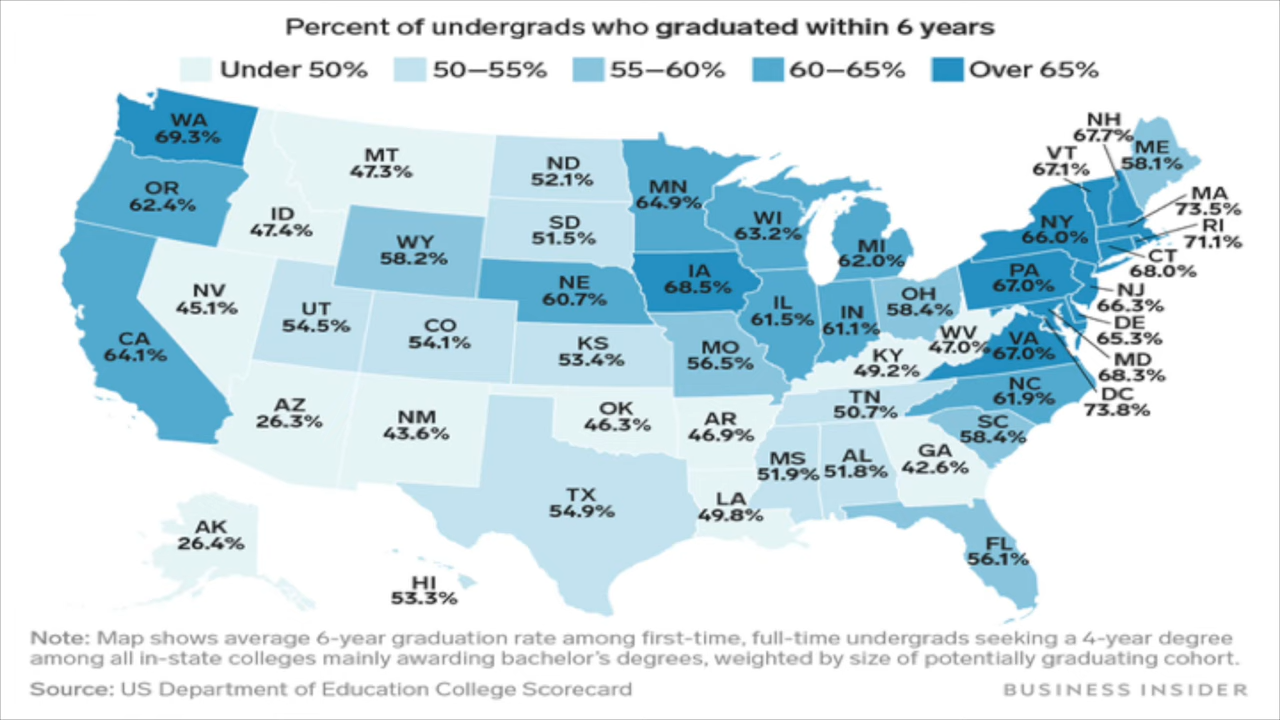 Percent of undergrads who graduated within 6 years
Under 50% 50–55% 55–60% 60–65% Over 65%
WA
69.3%
OR
62.4%
CA
64.1%
ID
47.4%
NV
45.1%
MT
47.3%
WY
58.2%
UT
54.5%
CO
54.1%
AZ
26.3%
NM
43.6%
ND
52.1%
SD
51.5%
NE
60.7%
KS
53.4%
OK
46.3%
TX
54.9%
MN
64.9%
IA
68.5%
MO
56.5%
AR
46.9%
LA
49.8%
WI
63.2%
IL
61.5%
MI
62.0%
IN
61.1%
OH
58.4%
KY
49.2%
TN
50.7%
MS
51.9%
AL
51.8%
GA
42.6%
FL
56.1%
SC
58.4%
NC
61.9%
VA
67.0%
WV
47.0%
PA
67.0%
NY
66.0%
VT
67.1%
NH
67.7%
ME
58.1%
MA
73.5%
RI
71.1%
CT
68.0%
NJ
66.3%
DE
65.3%
MD
68.3%
DC
73.8%
AK
26.4%
HI
53.3%
Note: Map shows average 6-year graduation rate among first-time, full-time undergrads seeking a 4-year degree
among all in-state colleges mainly awarding bachelor's degrees, weighted by size of potentially graduating cohort.
Source: US Department of Education College Scorecard
BUSINESS INSIDER